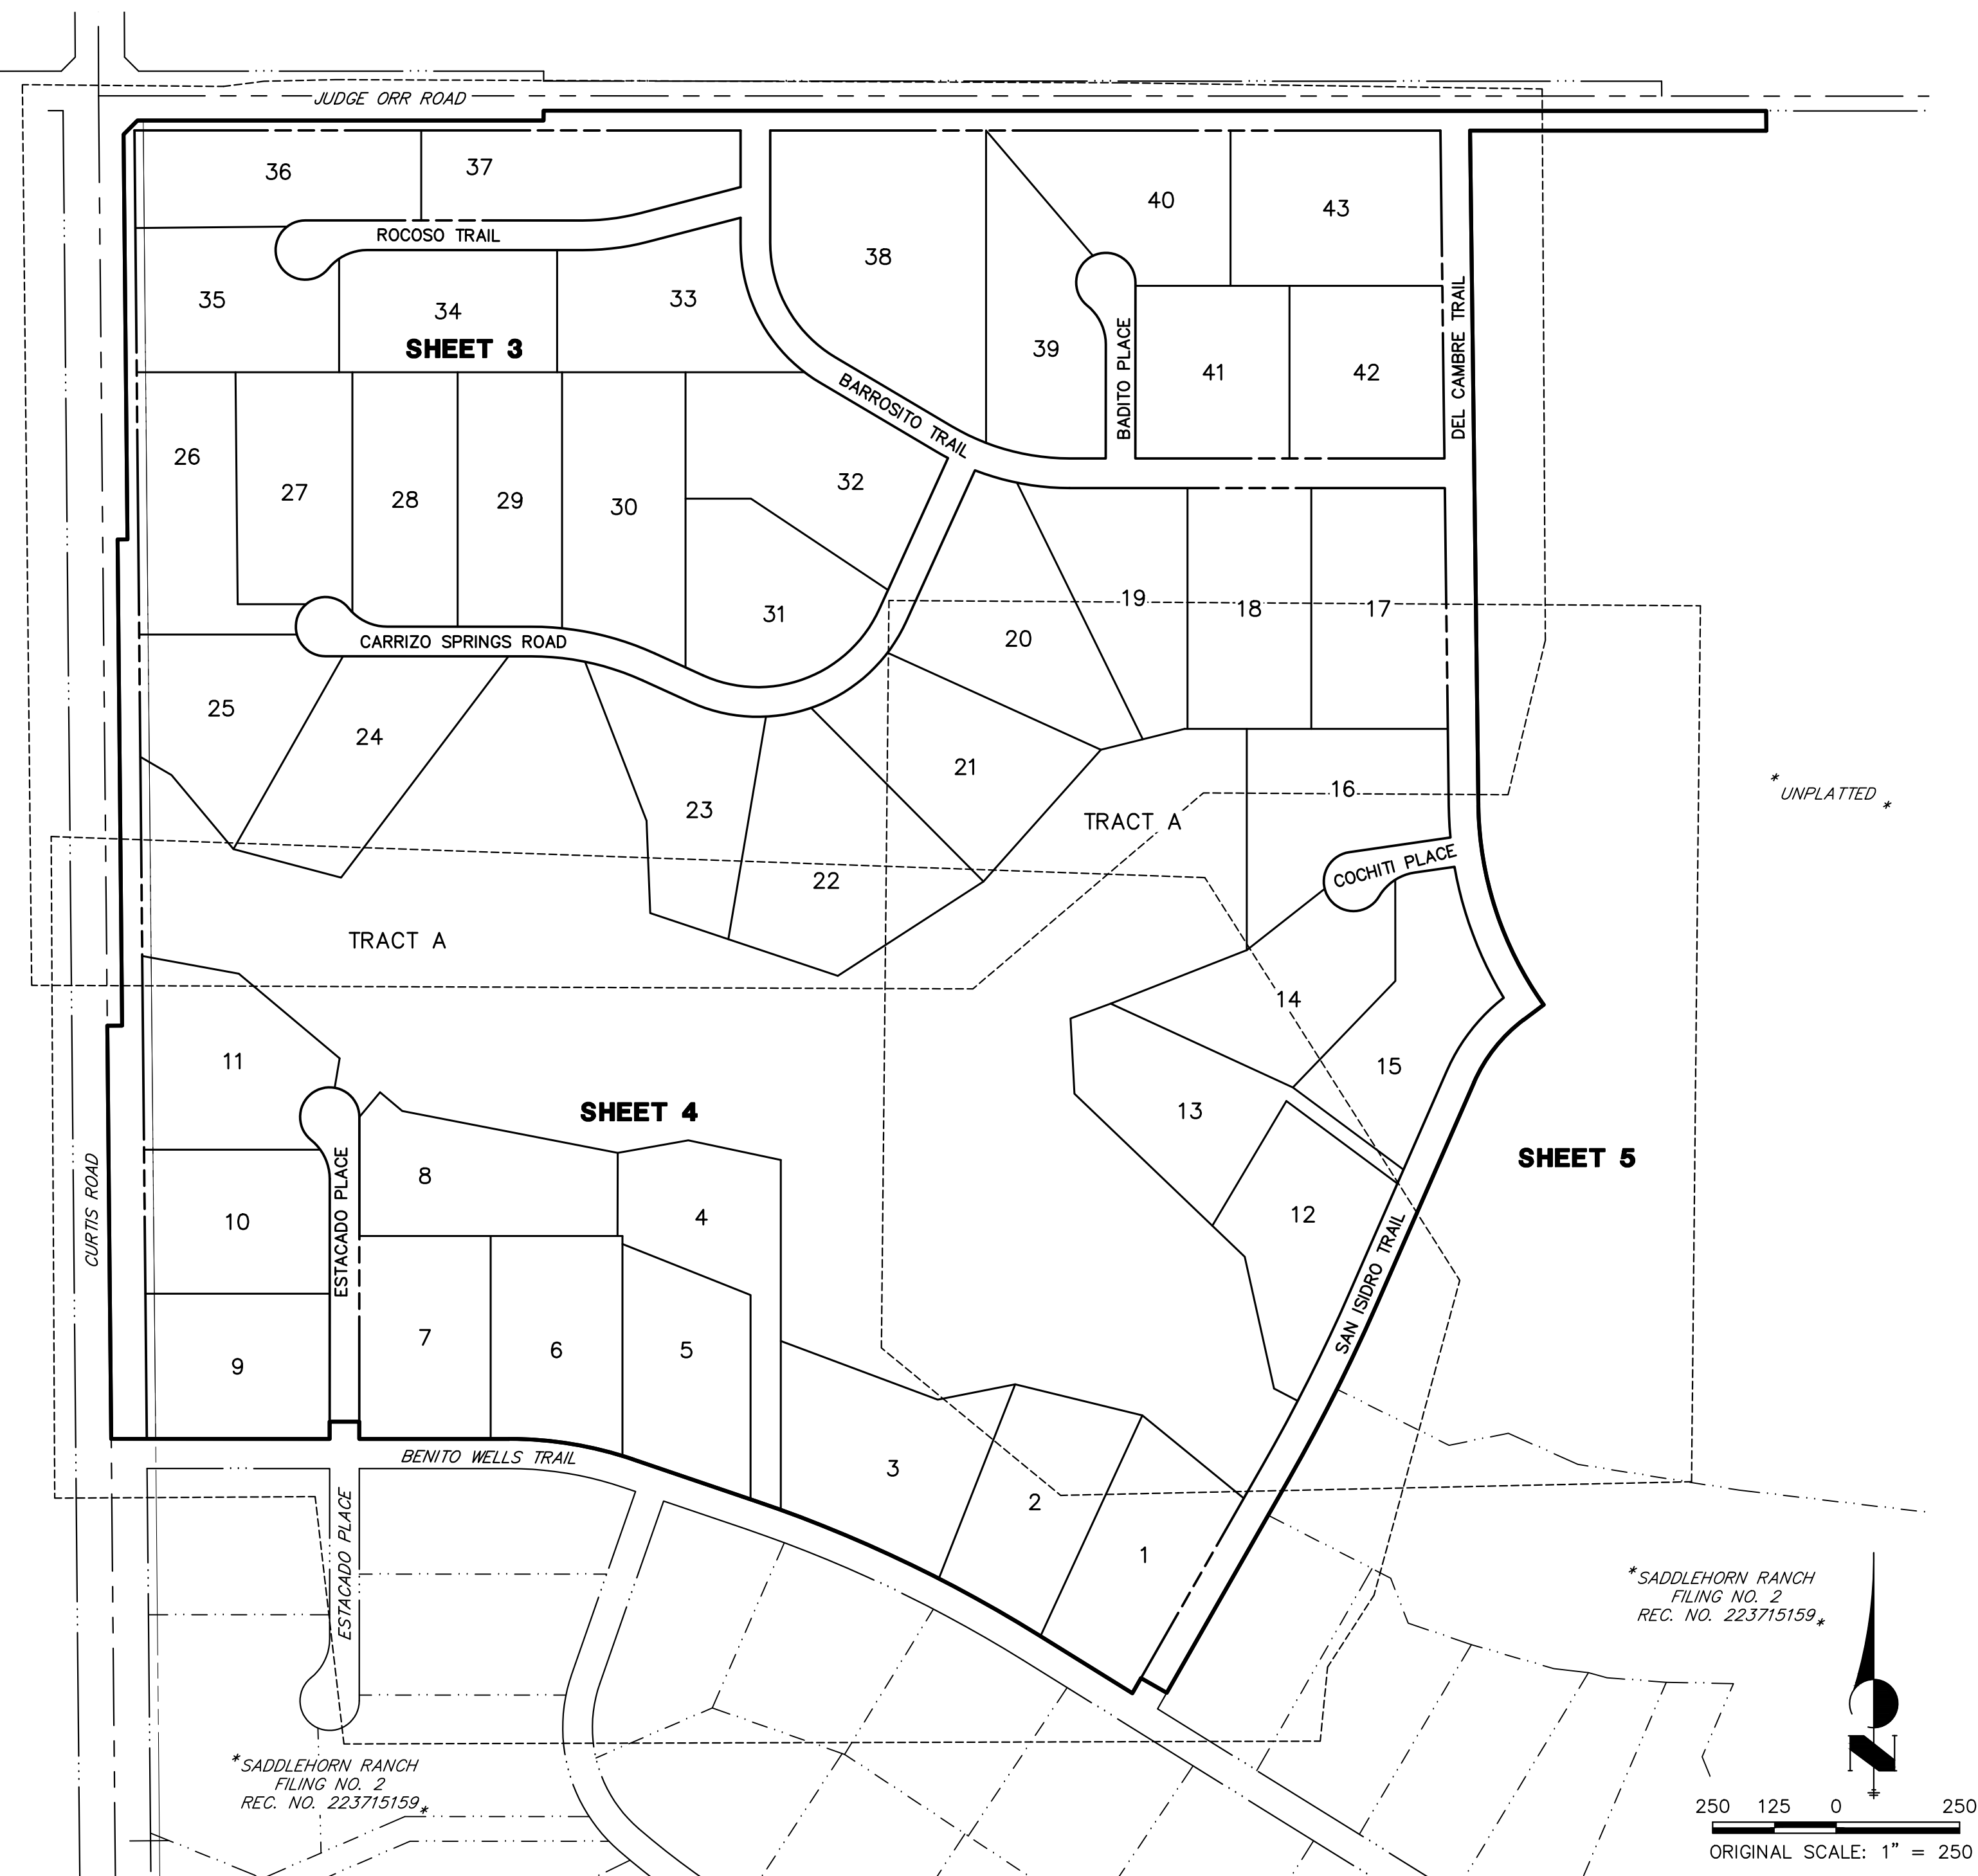 JUDGE ORR ROAD
36
37
ROCOSO TRAIL
38
40
43
35
34
33
SHEET 3
39
BADITO PLACE
41
42
DEL CAMBRE TRAIL
BARROSITO TRAIL
26
27
28
29
30
32
31
CARRIZO SPRINGS ROAD
20
19
18
17
25
24
23
22
21
TRACT A
16
* UNPLATTED *
COCHITI PLACE
TRACT A
14
15
13
11
SHEET 4
SHEET 5
CURTIS ROAD
10
ESTACADO PLACE
8
4
12
SAN ISIDRO TRAIL
9
7
6
5
BENITO WELLS TRAIL
3
2
1
ESTACADO PLACE
*SADDLEHORN RANCH
FILING NO. 2
REC. NO. 223715159*
*SADDLEHORN RANCH
FILING NO. 2
REC. NO. 223715159*
N
250 125 0 250
ORIGINAL SCALE: 1" = 250